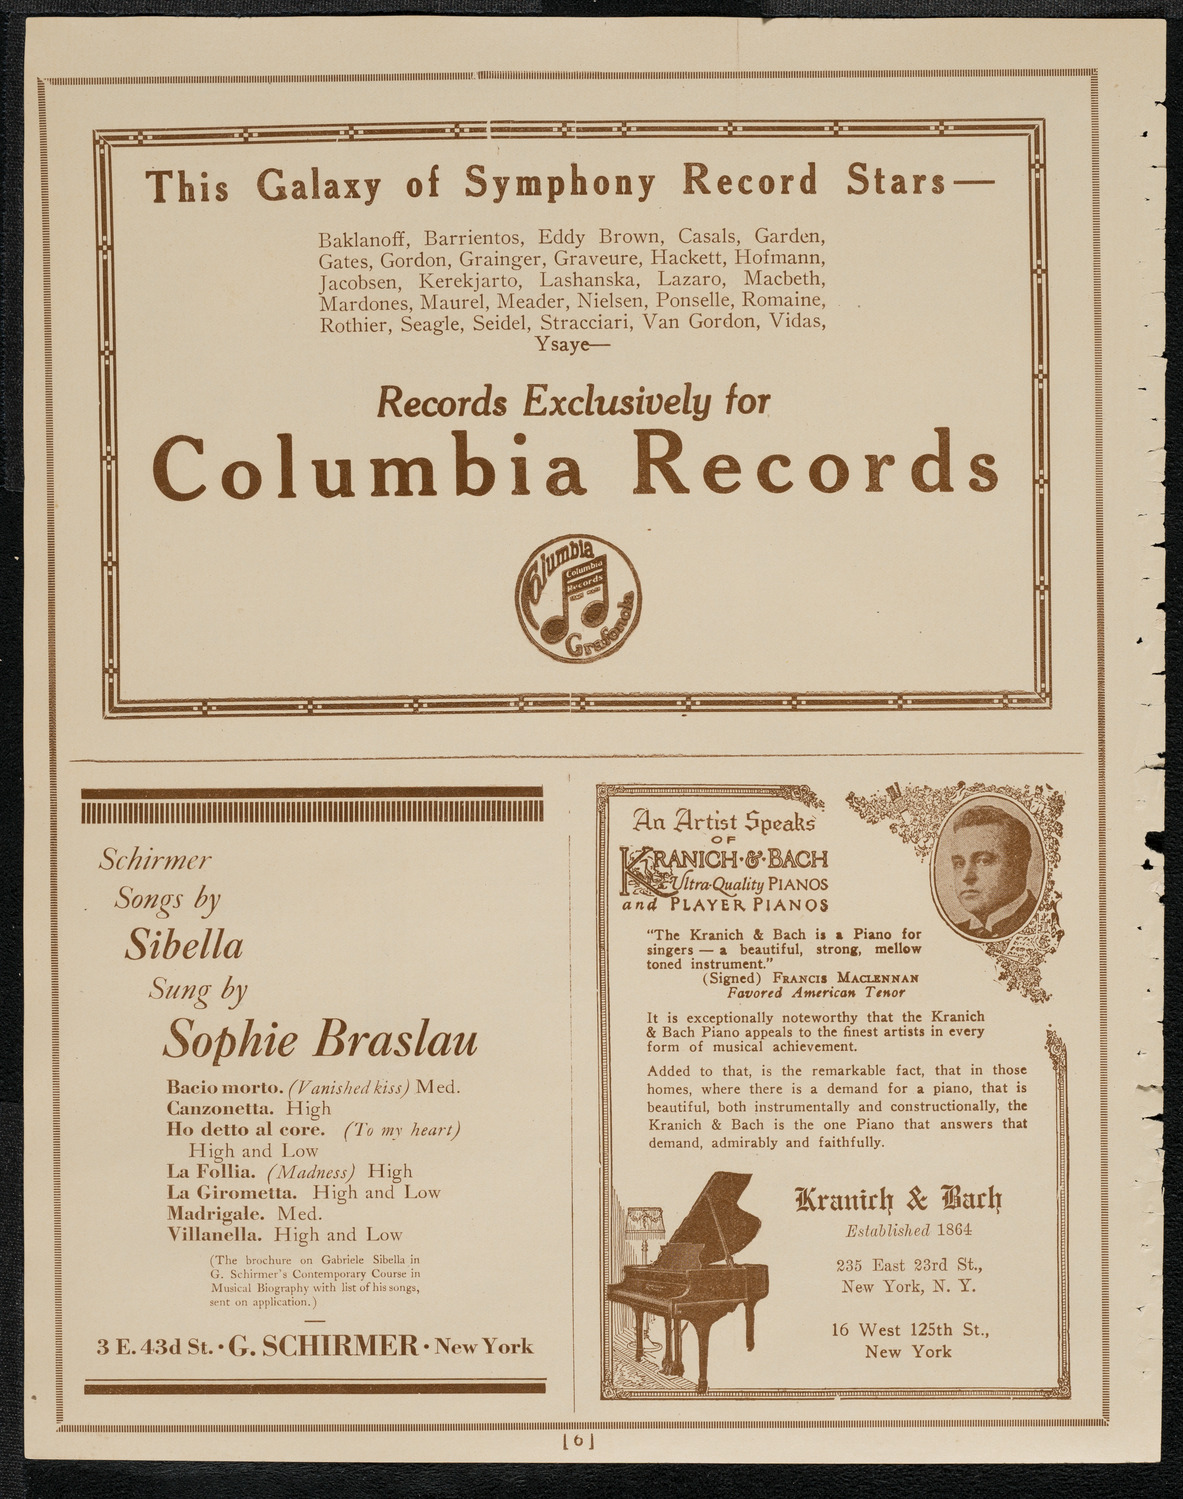 This Galaxy of Symphony Record Stars—
Baklanoff, Barrientos, Eddy Brown, Casals, Garden,
Gates, Gordon, Grainger, Graveure, Hackett, Hofmann,
Jacobsen, Kerekjarto, Lashanska, Lazaro, Macbeth,
Mardones, Maurel, Meader, Nielsen, Ponselle, Romaine,
Rothier, Seagle, Seidel, Stracciari, Van Gordon, Vidas,
Ysaye—
Records Exclusively for
Columbia Records
Columbia
Columbia
Records
Grafonola
Schirmer
Songs by
Sibella
Sung by
Sophie Braslau
Bacio morto. (Vanished kiss) Med.
Canzonetta. High
Ho detto al core. (To my heart)
High and Low
La Follia. (Madness) High
La Girometta. High and Low
Madrigale. Med.
Villanella. High and Low
(The brochure on Gabriele Sibella in
G. Schirmer's Contemporary Course in
Musical Biography with list of his songs,
sent on application.)
3 E. 43d St. · G. SCHIRMER · New York
An Artist Speaks
OF
KRANICH·&·BACH
Ultra-Quality PIANOS
and PLAYER PIANOS
"The Kranich & Bach is a Piano for
singers — a beautiful, strong, mellow
toned instrument."
(Signed) FRANCIS MACLENNAN
Favored American Tenor
It is exceptionally noteworthy that the Kranich
& Bach Piano appeals to the finest artists in every
form of musical achievement.
Added to that, is the remarkable fact, that in those
homes, where there is a demand for a piano, that is
beautiful, both instrumentally and constructionally, the
Kranich & Bach is the one Piano that answers that
demand, admirably and faithfully.
Kranich & Bach
Established 1864
235 East 23rd St.,
New York, N. Y.
16 West 125th St.,
New York
[6]